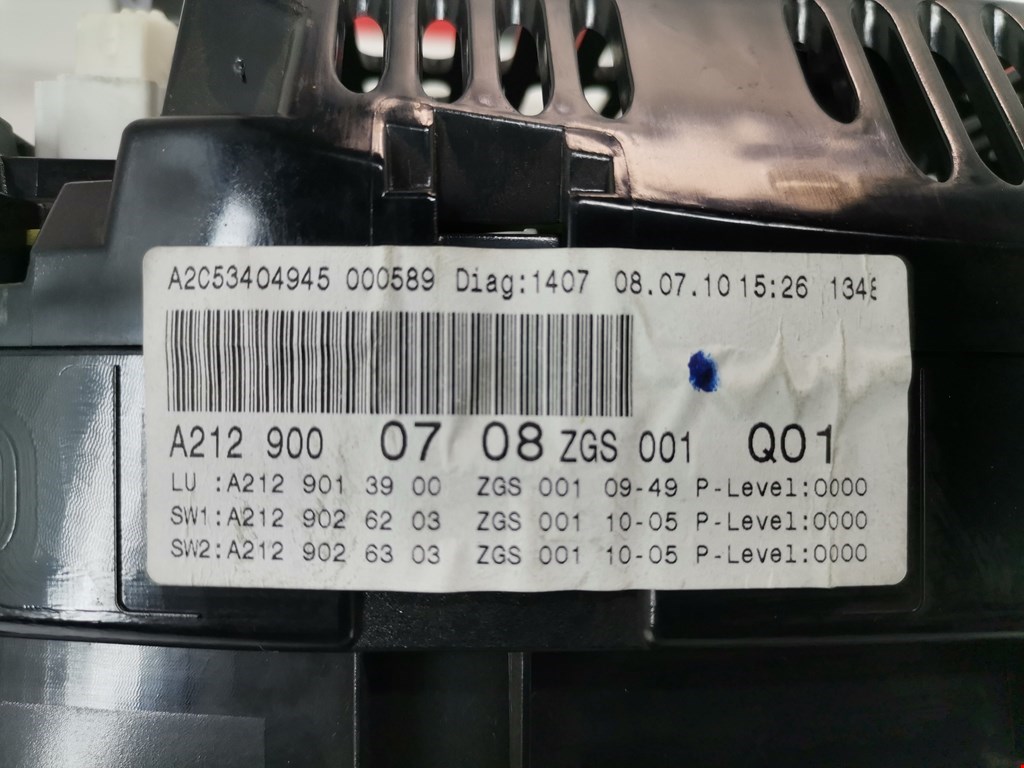 A2C53404945 000589 Diag:1407 08.07.10 15:26 1348
A212 900 07 08 ZGS 001 Q01
LU :A212 901 39 00 ZGS 001 09-49 P-Level:0000
SW1:A212 902 62 03 ZGS 001 10-05 P-Level:0000
SW2:A212 902 63 03 ZGS 001 10-05 P-Level:0000